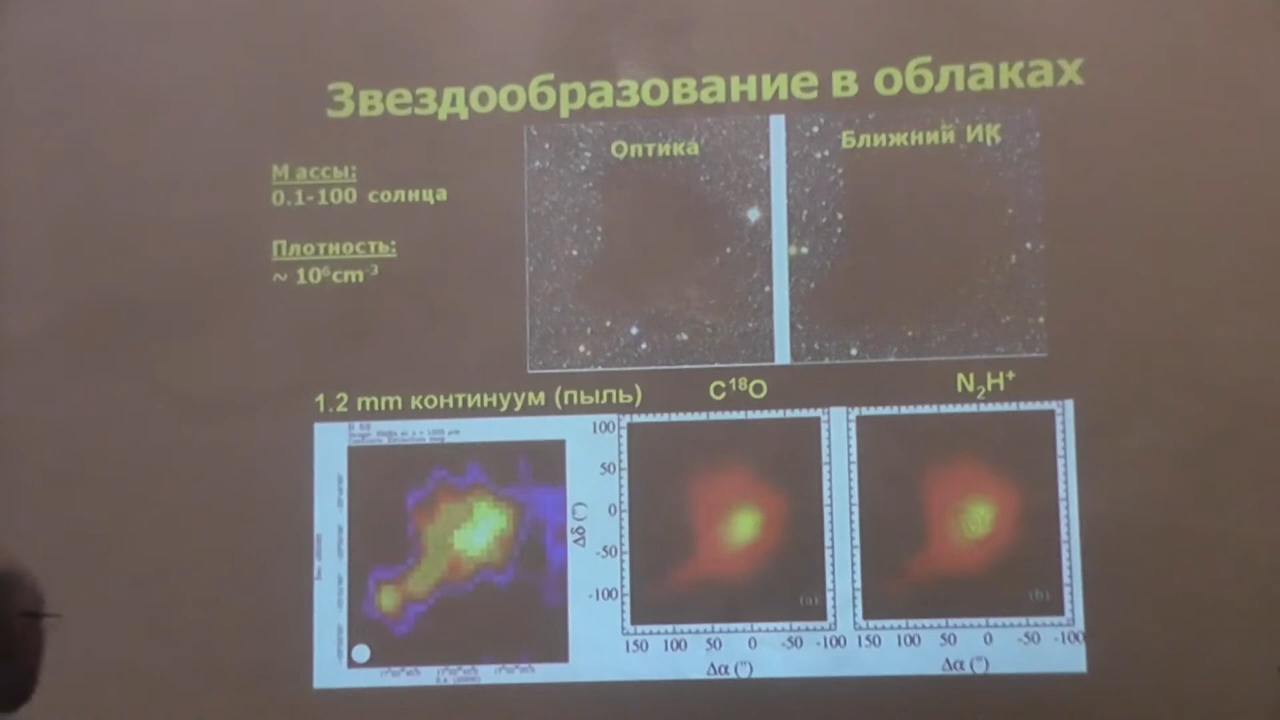 Звездообразование в облаках
Массы:
0.1-100 солнца
Плотность:
~ 10⁶cm⁻³
Оптика
Ближний ИК
1.2 mm континуум (пыль)
C¹⁸O
N₂H⁺
100
50
0
-50
-100
Δδ (")
(a)
(b)
150 100 50 0 -50 -100
150 100 50 0 -50 -100
Δα (")
Δα (")